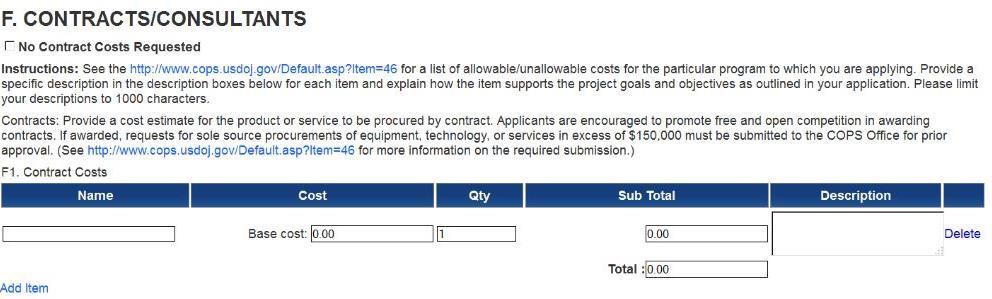 F. CONTRACTS/CONSULTANTS
No Contract Costs Requested
Instructions: See the http://www.cops.usdoj.gov/Default.asp?Item=46 for a list of allowable/unallowable costs for the particular program to which you are applying. Provide a
specific description in the description boxes below for each item and explain how the item supports the project goals and objectives as outlined in your application. Please limit
your descriptions to 1000 characters.
Contracts: Provide a cost estimate for the product or service to be procured by contract. Applicants are encouraged to promote free and open competition in awarding
contracts. If awarded, requests for sole source procurements of equipment, technology, or services in excess of $150,000 must be submitted to the COPS Office for prior
approval. (See http://www.cops.usdoj.gov/Default.asp?Item=46 for more information on the required submission.)
F1. Contract Costs
Name Cost Qty Sub Total Description
Base cost: 0.00 1 0.00 Delete
Total : 0.00
Add Item